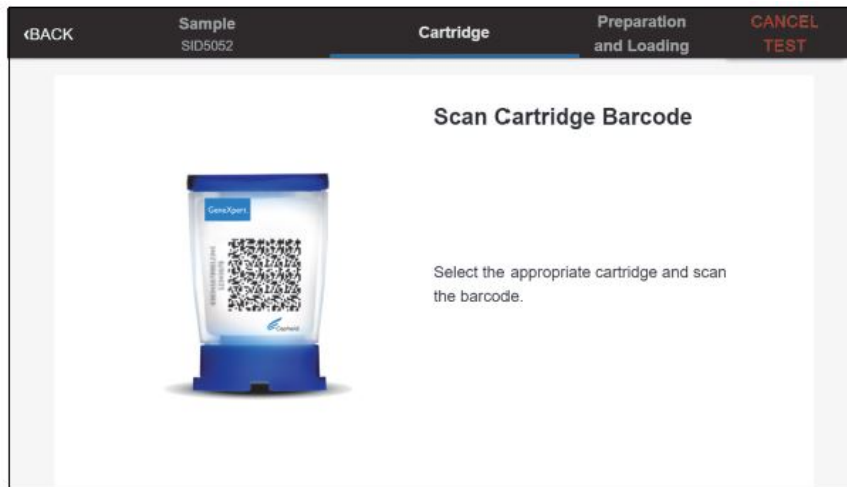 ‹BACK
Sample
SID5052
Cartridge
Preparation
and Loading
CANCEL
TEST
Scan Cartridge Barcode
GeneXpert
Cepheid
Select the appropriate cartridge and scan
the barcode.